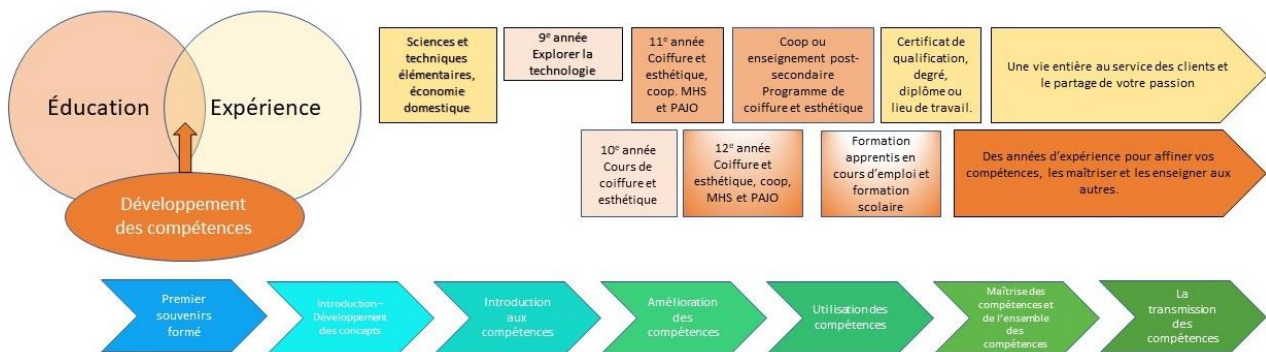 Éducation
Expérience
Développement
des compétences
Sciences et
techniques
élémentaires,
économie
domestique
9e année
Explorer la
technologie
11e année
Coiffure et
esthétique,
coop. MHS
et PAJO
Coop ou
enseignement post-
secondaire
Programme de
coiffure et esthétique
Certificat de
qualification,
degré,
diplôme ou
lieu de travail.
Une vie entière au service des clients et
le partage de votre passion
10e année
Cours de
coiffure et
esthétique
12e année
Coiffure et
esthétique, coop,
MHS et PAJO
Formation
apprentis en
cours d'emploi et
formation
scolaire
Des années d'expérience pour affiner vos
compétences, les maîtriser et les enseigner aux
autres.
Premier
souvenirs
formé
Introduction–
Développement
des concepts
Introduction
aux
compétences
Amélioration
des
compétences
Utilisation des
compétences
Maîtrise des
compétences et
de l'ensemble
des
compétences
La
transmission
des
compétences